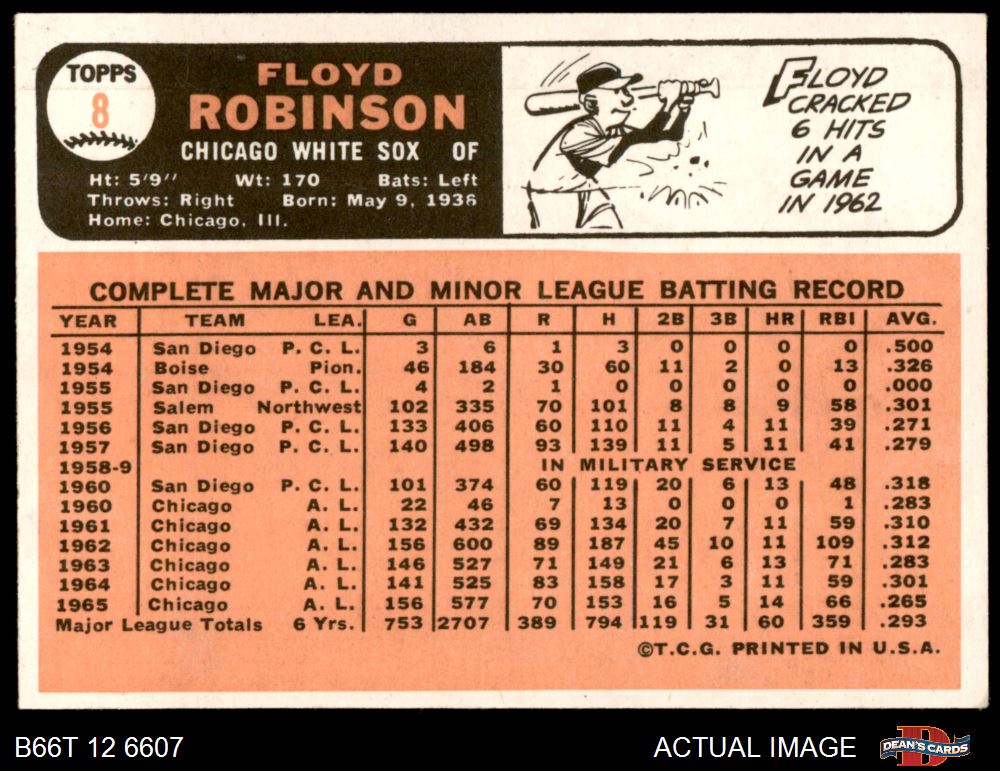 TOPPS
8
FLOYD
ROBINSON
CHICAGO WHITE SOX OF
Ht: 5'9'' Wt: 170 Bats: Left
Throws: Right Born: May 9, 1936
Home: Chicago, Ill.
FLOYD
CRACKED
6 HITS
IN A
GAME
IN 1962
COMPLETE MAJOR AND MINOR LEAGUE BATTING RECORD
YEAR TEAM LEA. G AB R H 2B 3B HR RBI AVG.
1954 San Diego P. C. L. 3 6 1 3 0 0 0 0 .500
1954 Boise Pion. 46 184 30 60 11 2 0 13 .326
1955 San Diego P. C. L. 4 2 1 0 0 0 0 0 .000
1955 Salem Northwest 102 335 70 101 8 8 9 58 .301
1956 San Diego P. C. L. 133 406 60 110 11 4 11 39 .271
1957 San Diego P. C. L. 140 498 93 139 11 5 11 41 .279
1958-9 IN MILITARY SERVICE
1960 San Diego P. C. L. 101 374 60 119 20 6 13 48 .318
1960 Chicago A. L. 22 46 7 13 0 0 0 1 .283
1961 Chicago A. L. 132 432 69 134 20 7 11 59 .310
1962 Chicago A. L. 156 600 89 187 45 10 11 109 .312
1963 Chicago A. L. 146 527 71 149 21 6 13 71 .283
1964 Chicago A. L. 141 525 83 158 17 3 11 59 .301
1965 Chicago A. L. 156 577 70 153 16 5 14 66 .265
Major League Totals 6 Yrs. 753 2707 389 794 119 31 60 359 .293
©T.C.G. PRINTED IN U.S.A.
B66T 12 6607 ACTUAL IMAGE
DEAN'S CARDS